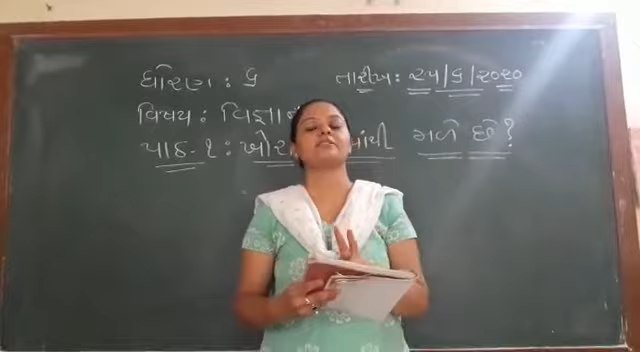 ધોરણ : ૬ તારીખ : ૨૫/૬/૨૦૨૦
વિષય : વિજ્ઞાન
પાઠ-૧ : મળે છે?